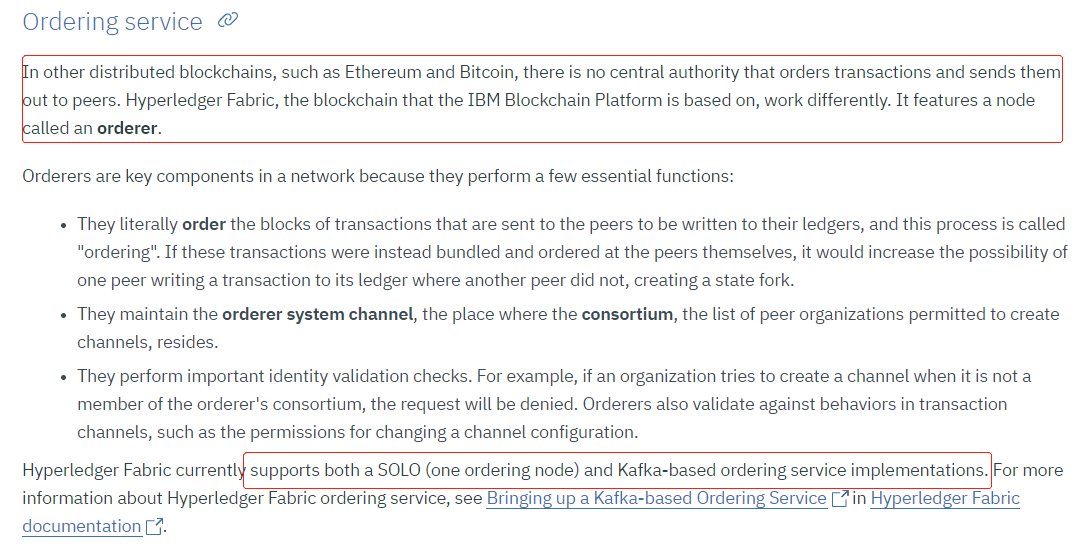 Ordering service
In other distributed blockchains, such as Ethereum and Bitcoin, there is no central authority that orders transactions and sends them
out to peers. Hyperledger Fabric, the blockchain that the IBM Blockchain Platform is based on, work differently. It features a node
called an orderer.
Orderers are key components in a network because they perform a few essential functions:
• They literally order the blocks of transactions that are sent to the peers to be written to their ledgers, and this process is called
"ordering". If these transactions were instead bundled and ordered at the peers themselves, it would increase the possibility of
one peer writing a transaction to its ledger where another peer did not, creating a state fork.
• They maintain the orderer system channel, the place where the consortium, the list of peer organizations permitted to create
channels, resides.
• They perform important identity validation checks. For example, if an organization tries to create a channel when it is not a
member of the orderer's consortium, the request will be denied. Orderers also validate against behaviors in transaction
channels, such as the permissions for changing a channel configuration.
Hyperledger Fabric currently supports both a SOLO (one ordering node) and Kafka-based ordering service implementations. For more
information about Hyperledger Fabric ordering service, see Bringing up a Kafka-based Ordering Service in Hyperledger Fabric
documentation.